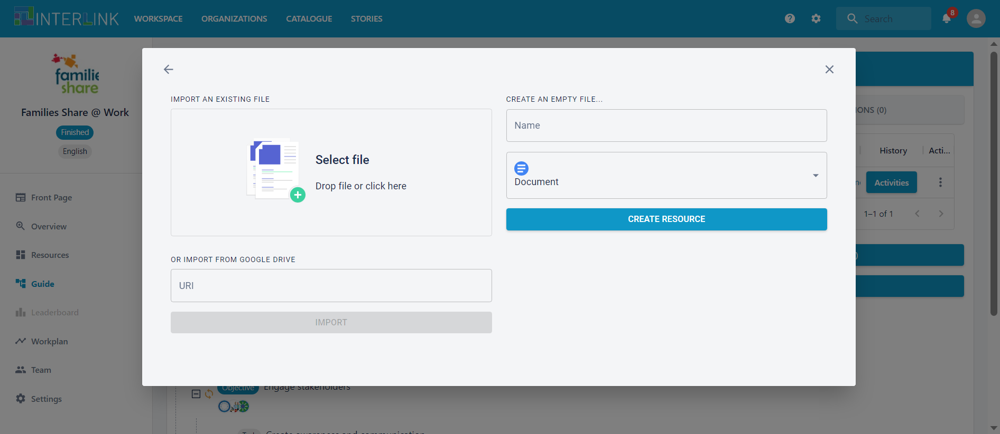 INTERLINK
WORKSPACE
ORGANIZATIONS
CATALOGUE
STORIES
Search
8
familie
share
Families Share @ Work
Finished
English
Front Page
Overview
Resources
Guide
Leaderboard
Workplan
Team
Settings
IMPORT AN EXISTING FILE
Select file
Drop file or click here
OR IMPORT FROM GOOGLE DRIVE
URI
IMPORT
CREATE AN EMPTY FILE...
Name
Document
CREATE RESOURCE
IONS (0)
History
Acti...
Activities
1–1 of 1
Objective
Engage stakeholders
Create awareness and communication